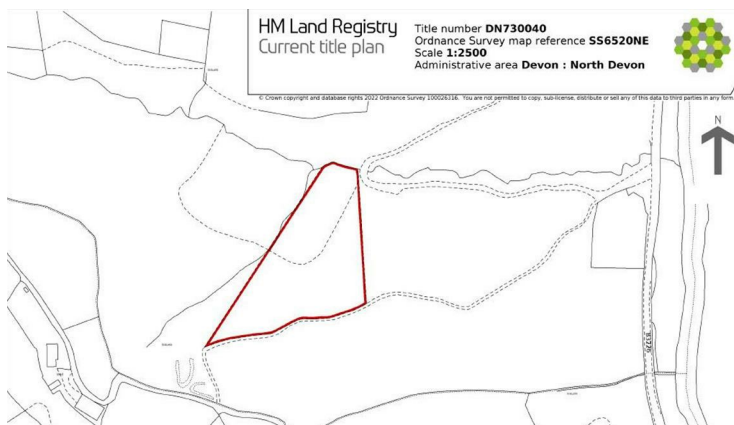 HM Land Registry
Current title plan
Title number DN730040
Ordnance Survey map reference SS6520NE
Scale 1:2500
Administrative area Devon : North Devon
© Crown copyright and database rights 2022 Ordnance Survey 100026316. You are not permitted to copy, sub-license, distribute or sell any of this data to third parties in any form.
N